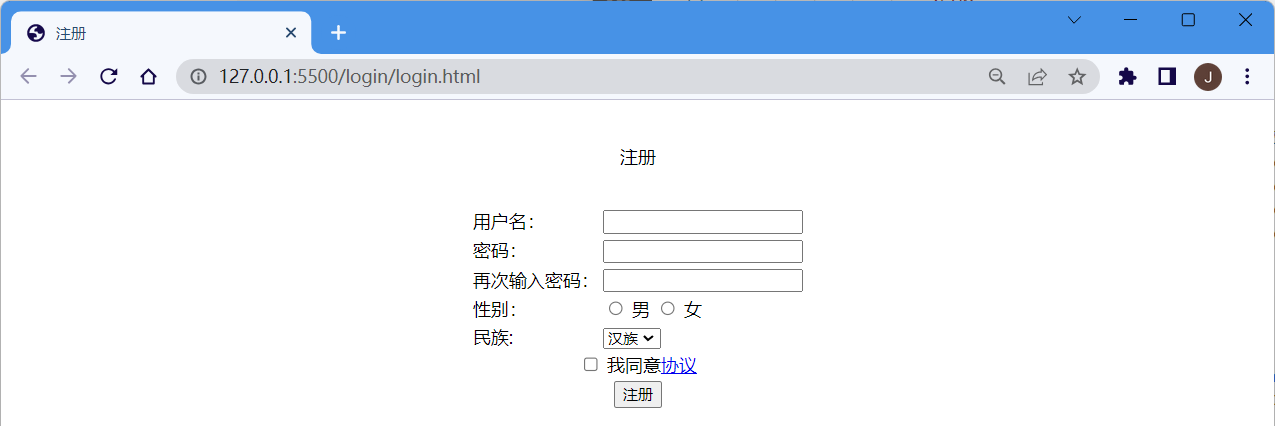 注册
127.0.0.1:5500/login/login.html
J
注册
用户名：
密码：
再次输入密码：
性别： 男 女
民族: 汉族
我同意协议
注册